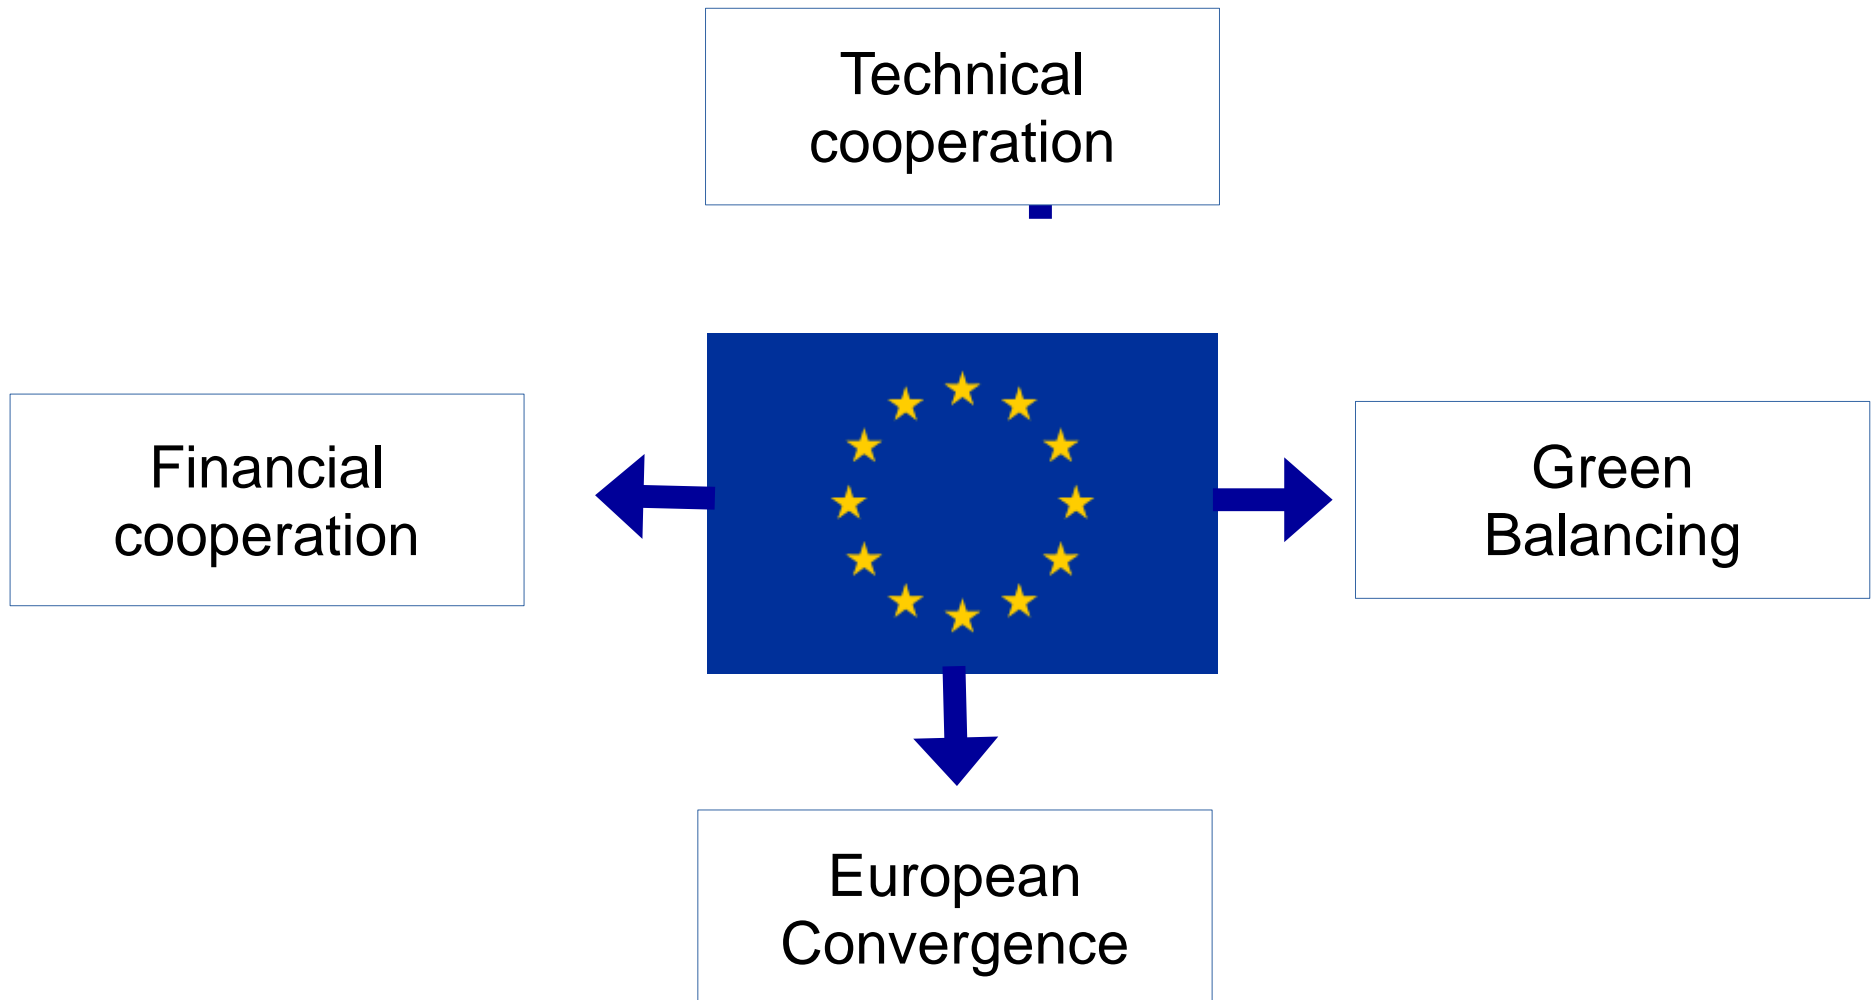 Technical
cooperation
Financial
cooperation
Green
Balancing
European
Convergence